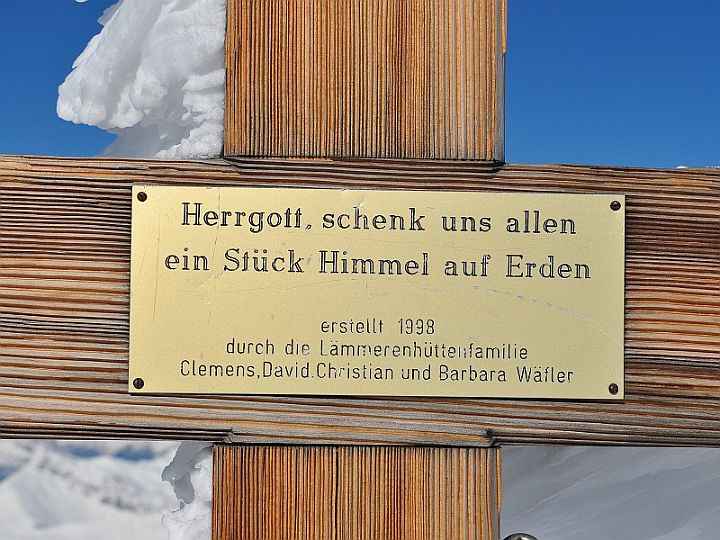 Herrgott, schenk uns allen
ein Stück Himmel auf Erden
erstellt 1998
durch die Lämmerenhüttenfamilie
Clemens,David.Christian und Barbara Wäfler